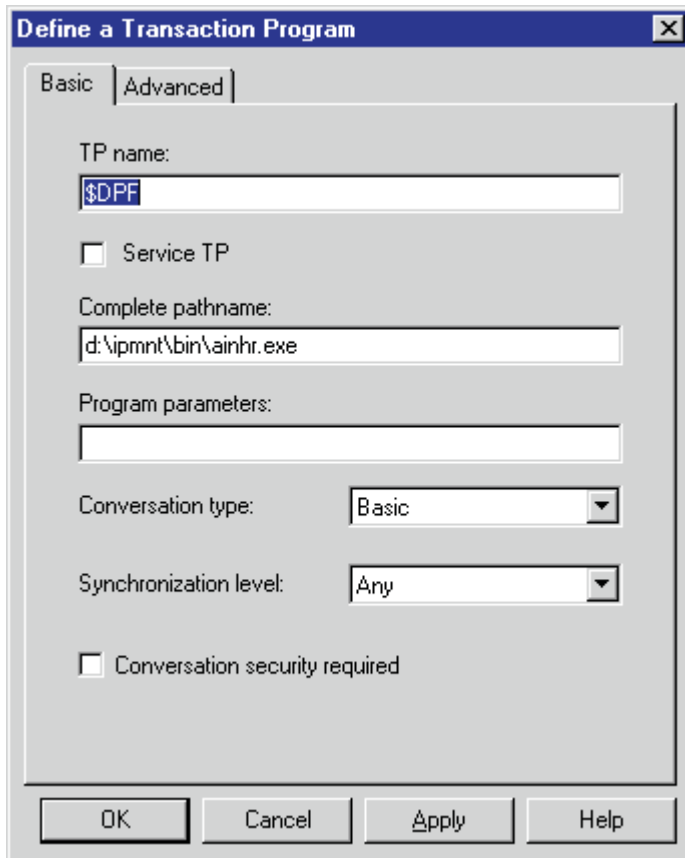 Define a Transaction Program
Basic Advanced
TP name:
$DPF
Service TP
Complete pathname:
d:\ipmnt\bin\ainhr.exe
Program parameters:
Conversation type: Basic
Synchronization level: Any
Conversation security required
OK Cancel Apply Help